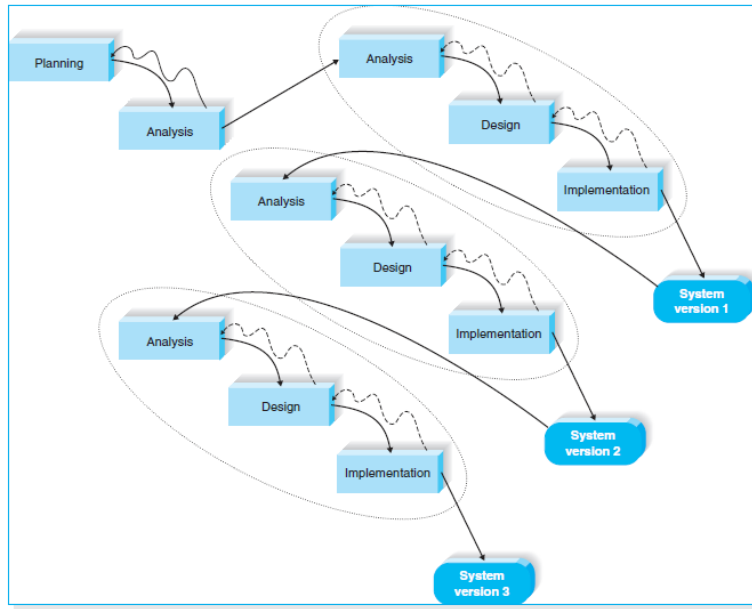 Planning
Analysis
Analysis
Design
Implementation
System
version 1
Analysis
Design
Implementation
System
version 2
Analysis
Design
Implementation
System
version 3